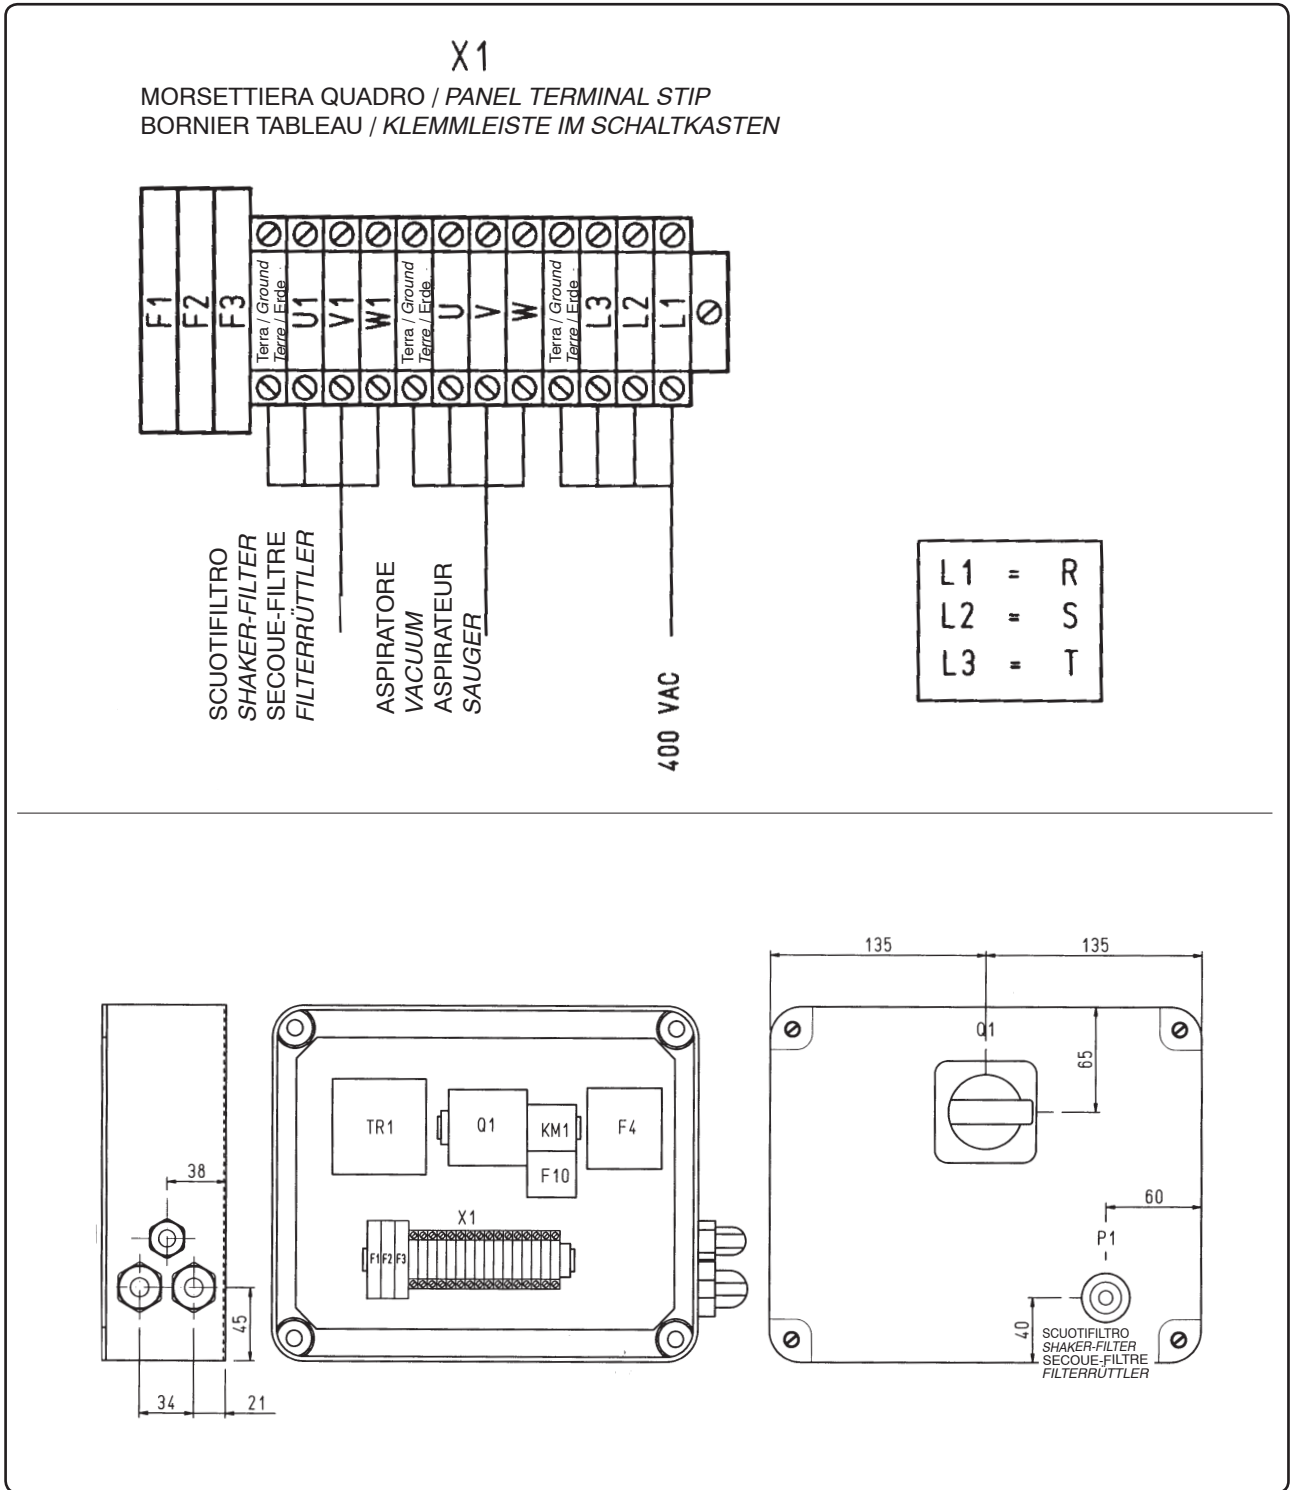 X1
MORSETTIERA QUADRO / PANEL TERMINAL STIP
BORNIER TABLEAU / KLEMMLEISTE IM SCHALTKASTEN
F1
F2
F3
Terra / Ground
Terre / Erde
U1
V1
W1
Terra / Ground
Terre / Erde
U
V
W
Terra / Ground
Terre / Erde
L3
L2
L1
SCUOTIFILTRO
SHAKER-FILTER
SECOUE-FILTRE
FILTERRÜTTLER
ASPIRATORE
VACUUM
ASPIRATEUR
SAUGER
400 VAC
L1 = R
L2 = S
L3 = T
38
45
34
21
TR1
Q1
KM1
F10
F4
X1
F1
F2
F3
135
135
Q1
65
60
P1
40
SCUOTIFILTRO
SHAKER-FILTER
SECOUE-FILTRE
FILTERRÜTTLER